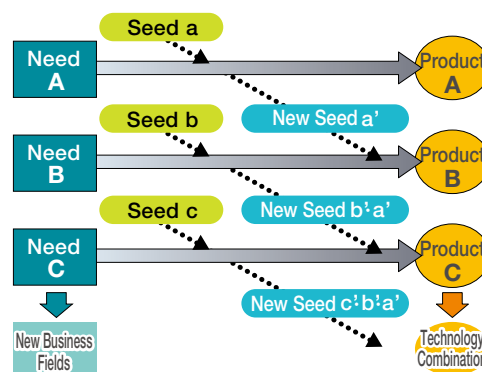 Seed a
Need
A
Product
A
New Seed a’
Seed b
Need
B
Product
B
New Seed b’·a’
Seed c
Need
C
Product
C
New Seed c’·b’·a’
New Business
Fields
Technology
Combination